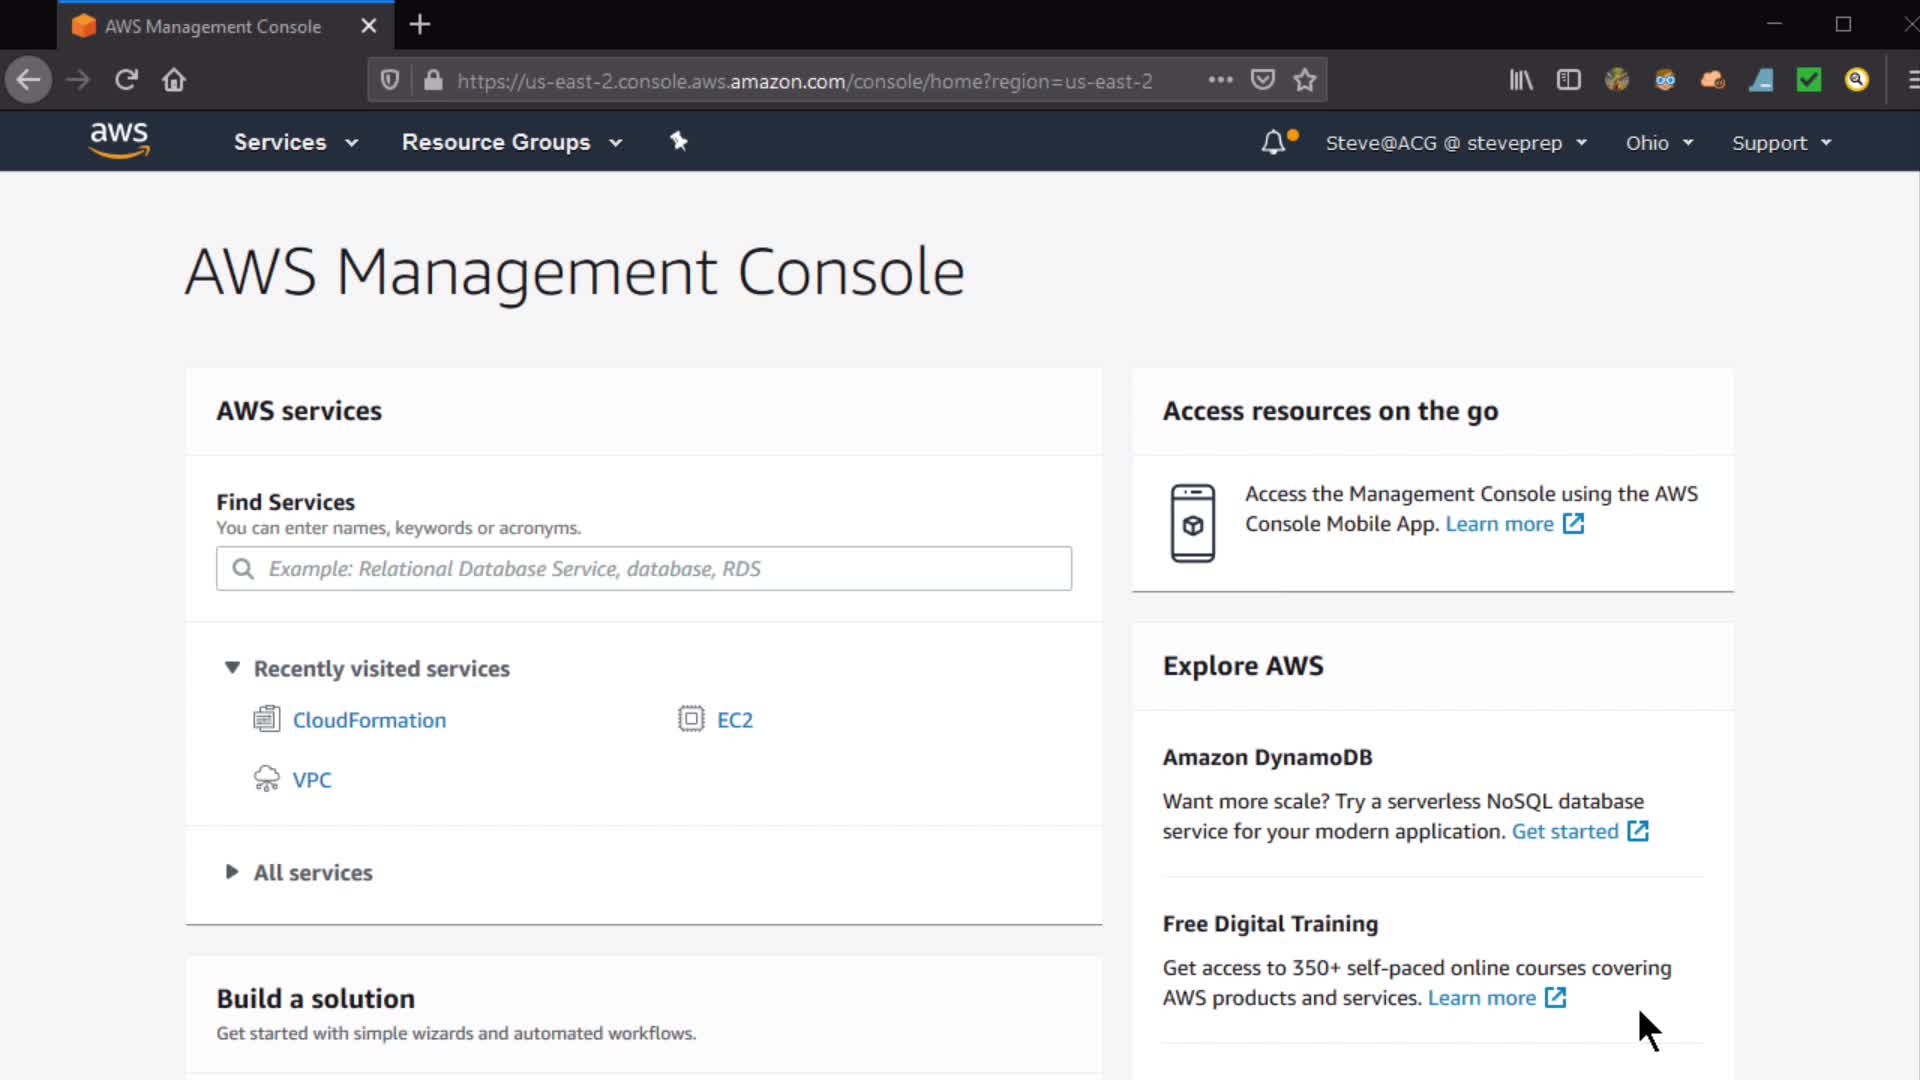 AWS Management Console
https://us-east-2.console.aws.amazon.com/console/home?region=us-east-2
aws
Services
Resource Groups
Steve@ACG @ steveprep
Ohio
Support
AWS Management Console
AWS services
Find Services
You can enter names, keywords or acronyms.
Example: Relational Database Service, database, RDS
Recently visited services
CloudFormation
EC2
VPC
All services
Build a solution
Get started with simple wizards and automated workflows.
Access resources on the go
Access the Management Console using the AWS
Console Mobile App. Learn more
Explore AWS
Amazon DynamoDB
Want more scale? Try a serverless NoSQL database
service for your modern application. Get started
Free Digital Training
Get access to 350+ self-paced online courses covering
AWS products and services. Learn more